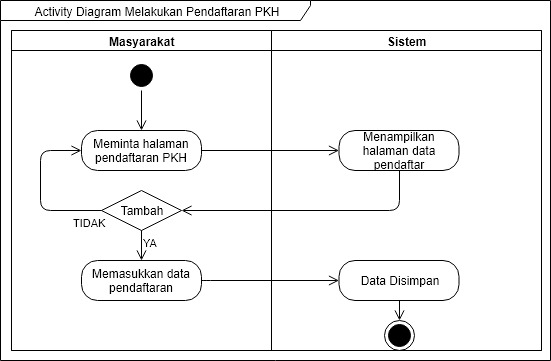 Activity Diagram Melakukan Pendaftaran PKH
Masyarakat
Sistem
Meminta halaman
pendaftaran PKH
Menampilkan
halaman data
pendaftar
Tambah
TIDAK
YA
Memasukkan data
pendaftaran
Data Disimpan